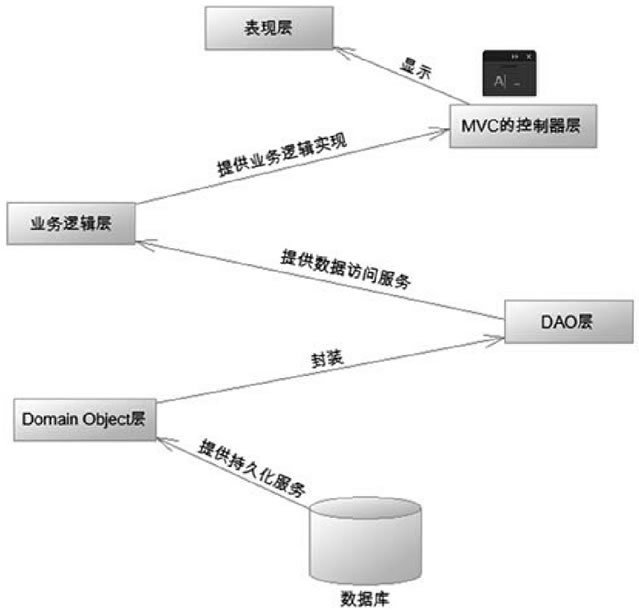 表现层
显示
A| _
MVC的控制器层
提供业务逻辑实现
业务逻辑层
提供数据访问服务
DAO层
封装
Domain Object层
提供持久化服务
数据库